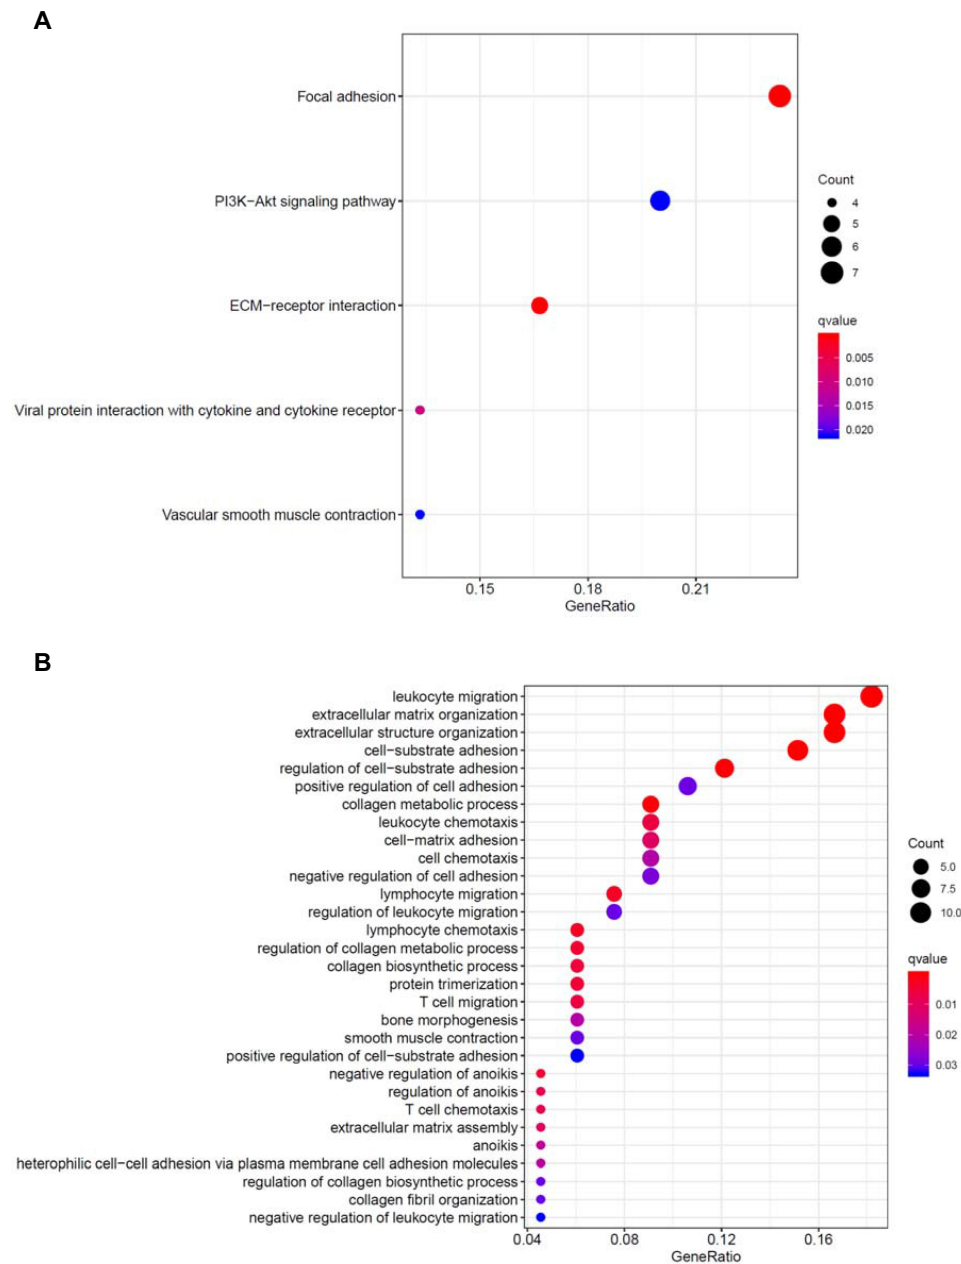 A
Focal adhesion
PI3K−Akt signaling pathway
ECM−receptor interaction
Viral protein interaction with cytokine and cytokine receptor
Vascular smooth muscle contraction
0.15 0.18 0.21
GeneRatio
Count
4
5
6
7
qvalue
0.005
0.010
0.015
0.020
B
leukocyte migration
extracellular matrix organization
extracellular structure organization
cell−substrate adhesion
regulation of cell−substrate adhesion
positive regulation of cell adhesion
collagen metabolic process
leukocyte chemotaxis
cell−matrix adhesion
cell chemotaxis
negative regulation of cell adhesion
lymphocyte migration
regulation of leukocyte migration
lymphocyte chemotaxis
regulation of collagen metabolic process
collagen biosynthetic process
protein trimerization
T cell migration
bone morphogenesis
smooth muscle contraction
positive regulation of cell−substrate adhesion
negative regulation of anoikis
regulation of anoikis
T cell chemotaxis
extracellular matrix assembly
anoikis
heterophilic cell−cell adhesion via plasma membrane cell adhesion molecules
regulation of collagen biosynthetic process
collagen fibril organization
negative regulation of leukocyte migration
0.04 0.08 0.12 0.16
GeneRatio
Count
5.0
7.5
10.0
qvalue
0.01
0.02
0.03